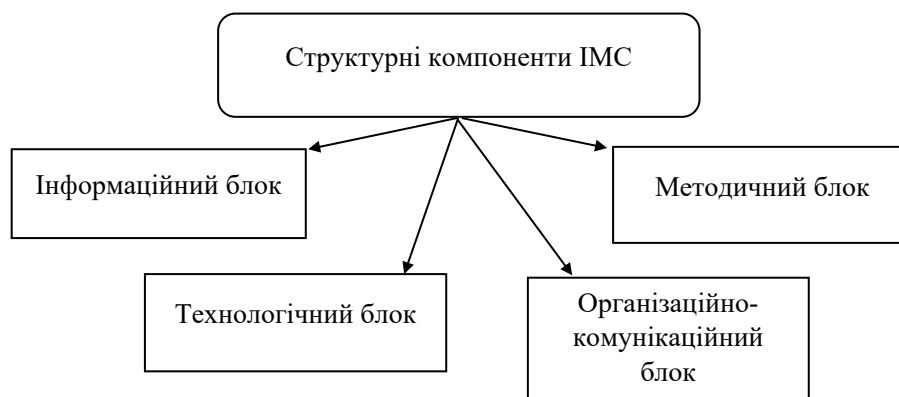 Структурні компоненти ІМС
Інформаційний блок
Методичний блок
Технологічний блок
Організаційно-
комунікаційний
блок